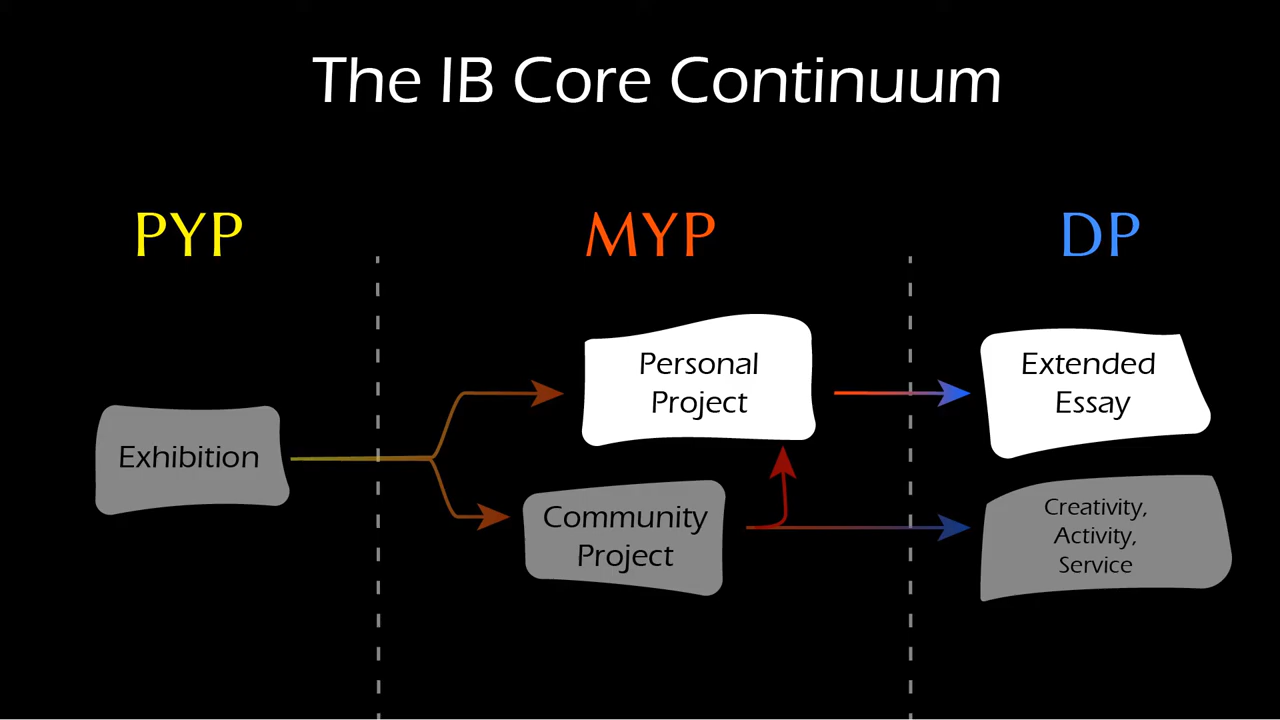 The IB Core Continuum
PYP
MYP
DP
Exhibition
Personal
Project
Community
Project
Extended
Essay
Creativity,
Activity,
Service